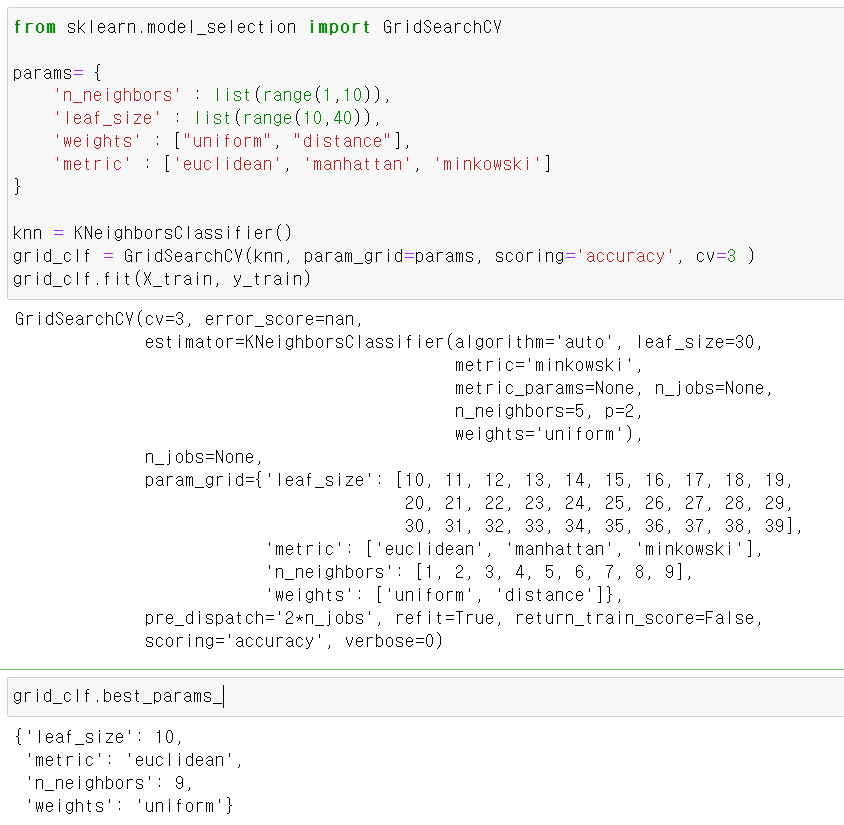 from sklearn.model_selection import GridSearchCV
params= {
'n_neighbors' : list(range(1,10)),
'leaf_size' : list(range(10,40)),
'weights' : ["uniform", "distance"],
'metric' : ['euclidean', 'manhattan', 'minkowski']
}
knn = KNeighborsClassifier()
grid_clf = GridSearchCV(knn, param_grid=params, scoring='accuracy', cv=3 )
grid_clf.fit(X_train, y_train)
GridSearchCV(cv=3, error_score=nan,
estimator=KNeighborsClassifier(algorithm='auto', leaf_size=30,
metric='minkowski',
metric_params=None, n_jobs=None,
n_neighbors=5, p=2,
weights='uniform'),
n_jobs=None,
param_grid={'leaf_size': [10, 11, 12, 13, 14, 15, 16, 17, 18, 19,
20, 21, 22, 23, 24, 25, 26, 27, 28, 29,
30, 31, 32, 33, 34, 35, 36, 37, 38, 39],
'metric': ['euclidean', 'manhattan', 'minkowski'],
'n_neighbors': [1, 2, 3, 4, 5, 6, 7, 8, 9],
'weights': ['uniform', 'distance']},
pre_dispatch='2*n_jobs', refit=True, return_train_score=False,
scoring='accuracy', verbose=0)
grid_clf.best_params_
{'leaf_size': 10,
'metric': 'euclidean',
'n_neighbors': 9,
'weights': 'uniform'}